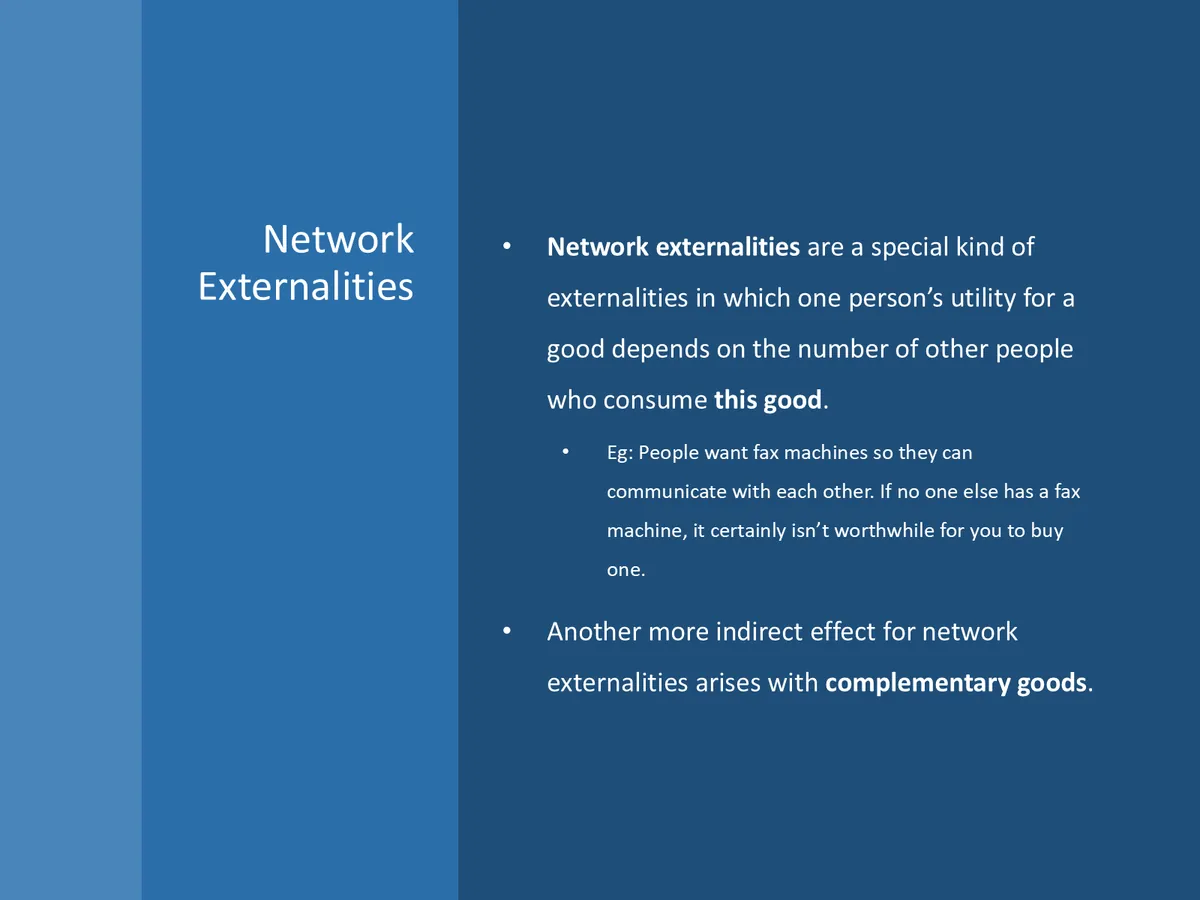 Network
Externalities
• Network externalities are a special kind of
externalities in which one person’s utility for a
good depends on the number of other people
who consume this good.
• Eg: People want fax machines so they can
communicate with each other. If no one else has a fax
machine, it certainly isn’t worthwhile for you to buy
one.
• Another more indirect effect for network
externalities arises with complementary goods.